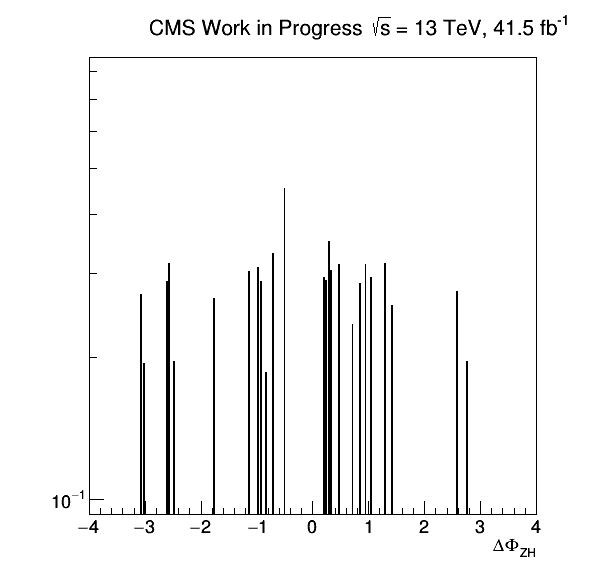 CMS Work in Progress √s = 13 TeV, 41.5 fb⁻¹
10⁻¹
−4 −3 −2 −1 0 1 2 3 4
ΔΦ_ZH